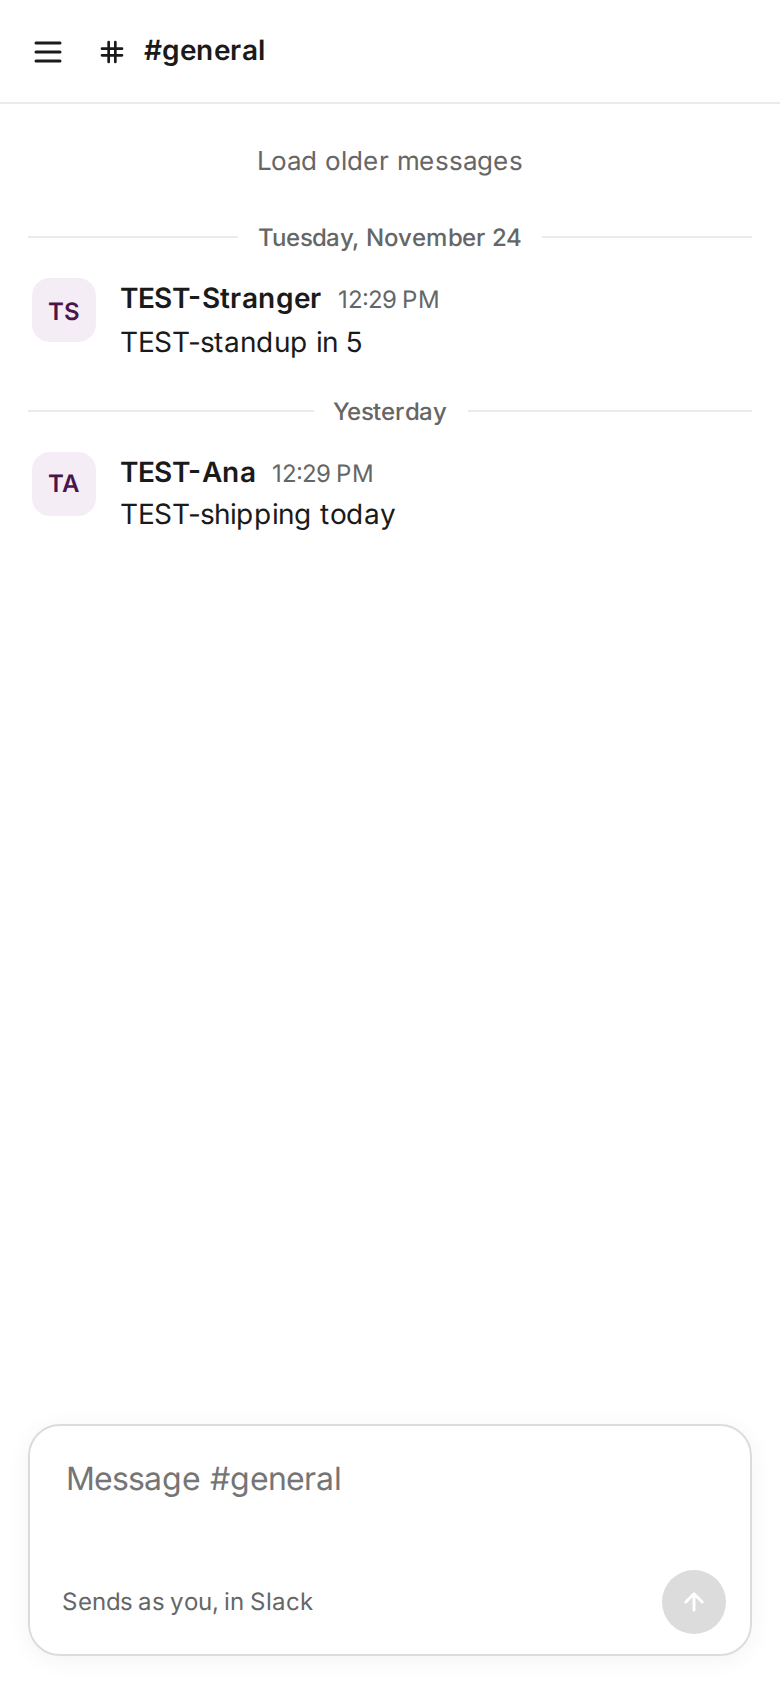 #general
Load older messages
Tuesday, November 24
TS
TEST-Stranger 12:29 PM
TEST-standup in 5
Yesterday
TA
TEST-Ana 12:29 PM
TEST-shipping today
Message #general
Sends as you, in Slack